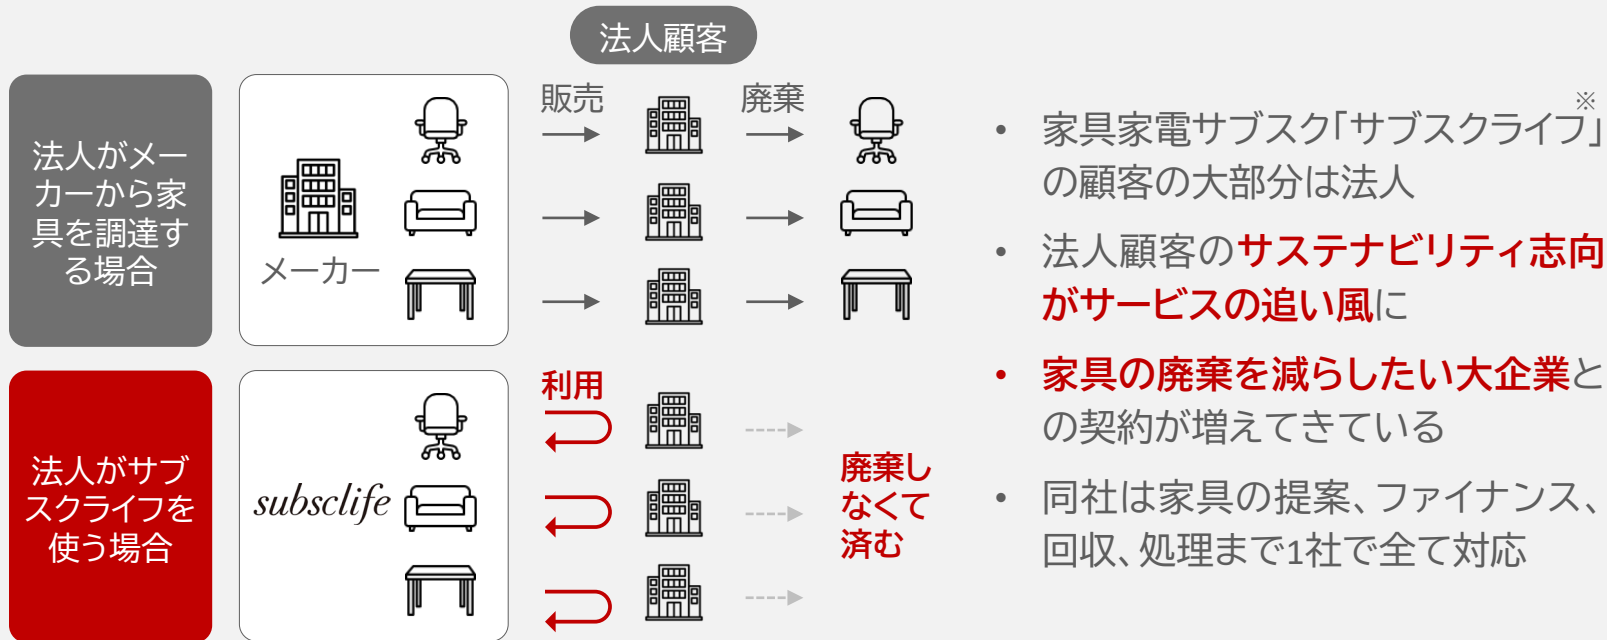 法人顧客
法人がメー
カーから家
具を調達す
る場合
メーカー
販売
廃棄
法人がサブ
スクライフを
使う場合
subsclife
利用
廃棄し
なくて
済む
※
• 家具家電サブスク「サブスクライフ」
の顧客の大部分は法人
• 法人顧客のサステナビリティ志向
がサービスの追い風に
• 家具の廃棄を減らしたい大企業と
の契約が増えてきている
• 同社は家具の提案、ファイナンス、
回収、処理まで1社で全て対応